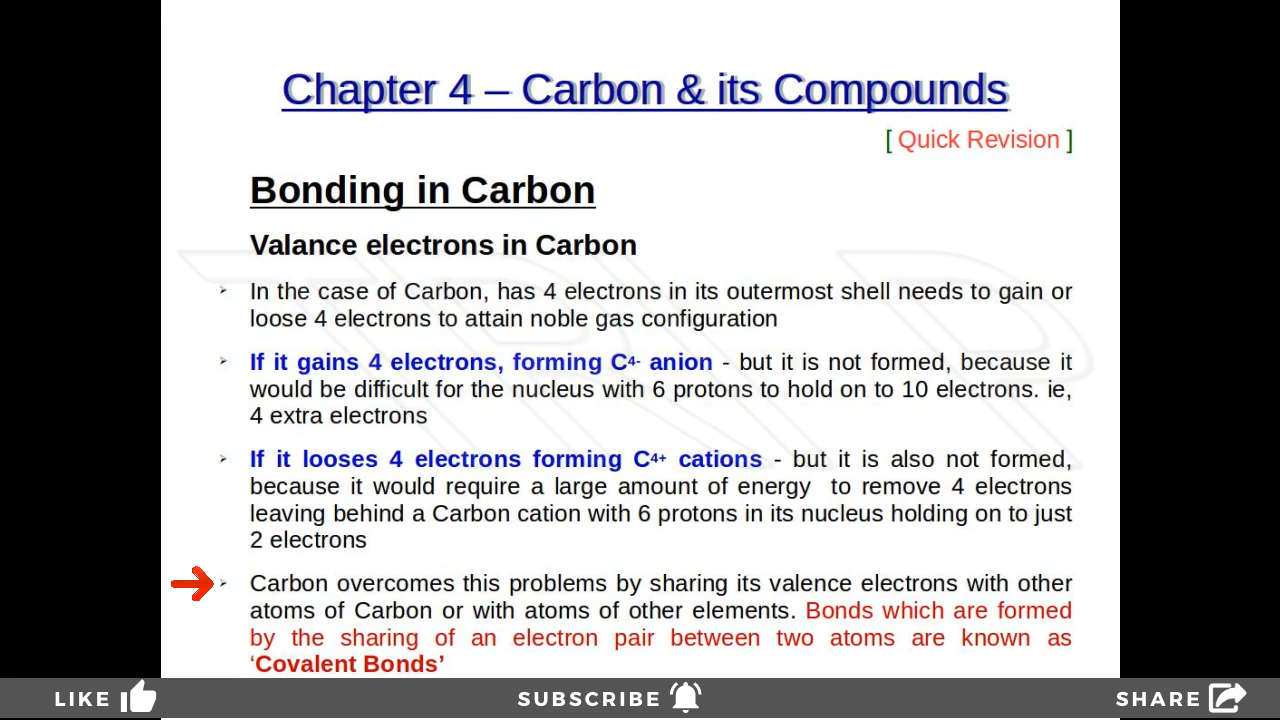 Chapter 4 – Carbon & its Compounds
[ Quick Revision ]
Bonding in Carbon
Valance electrons in Carbon
In the case of Carbon, has 4 electrons in its outermost shell needs to gain or
loose 4 electrons to attain noble gas configuration
If it gains 4 electrons, forming C4- anion - but it is not formed, because it
would be difficult for the nucleus with 6 protons to hold on to 10 electrons. ie,
4 extra electrons
If it looses 4 electrons forming C4+ cations - but it is also not formed,
because it would require a large amount of energy to remove 4 electrons
leaving behind a Carbon cation with 6 protons in its nucleus holding on to just
2 electrons
Carbon overcomes this problems by sharing its valence electrons with other
atoms of Carbon or with atoms of other elements. Bonds which are formed
by the sharing of an electron pair between two atoms are known as
‘Covalent Bonds’
LIKE SUBSCRIBE SHARE